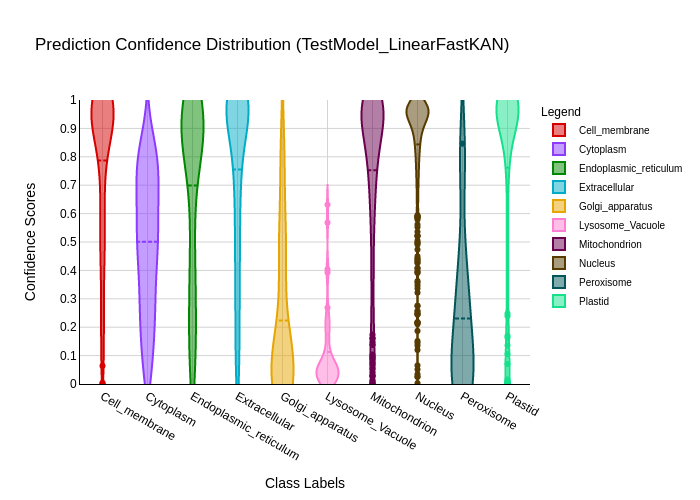 Prediction Confidence Distribution (TestModel_LinearFastKAN)
Confidence Scores
1
0.9
0.8
0.7
0.6
0.5
0.4
0.3
0.2
0.1
0
Cell_membrane
Cytoplasm
Endoplasmic_reticulum
Extracellular
Golgi_apparatus
Lysosome_Vacuole
Mitochondrion
Nucleus
Peroxisome
Plastid
Class Labels
Legend
Cell_membrane
Cytoplasm
Endoplasmic_reticulum
Extracellular
Golgi_apparatus
Lysosome_Vacuole
Mitochondrion
Nucleus
Peroxisome
Plastid